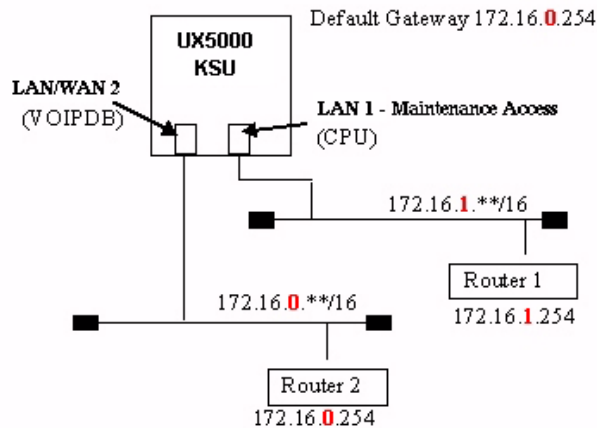 Default Gateway 172.16.0.254
UX5000
KSU
LAN/WAN 2
(VOIPDB)
LAN 1 - Maintenance Access
(CPU)
172.16.1.**/16
Router 1
172.16.1.254
172.16.0.**/16
Router 2
172.16.0.254